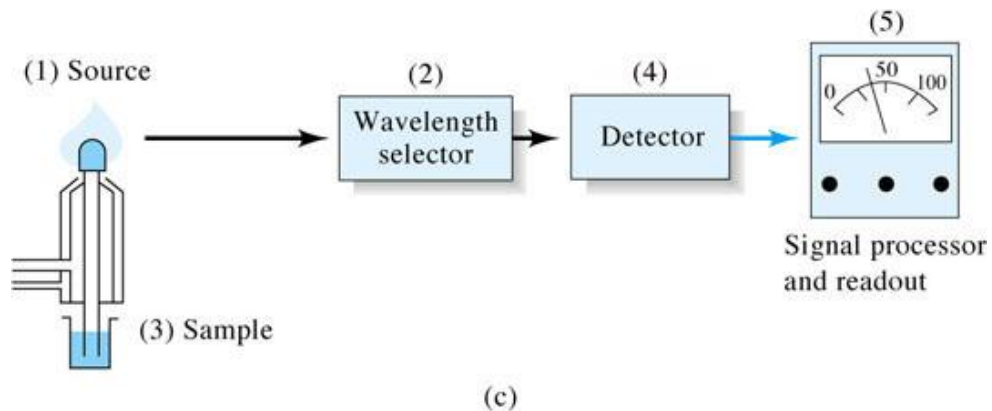 (5)
(1) Source
(2)
(4)
Wavelength
selector
Detector
0 50 100
Signal processor
and readout
(3) Sample
(c)